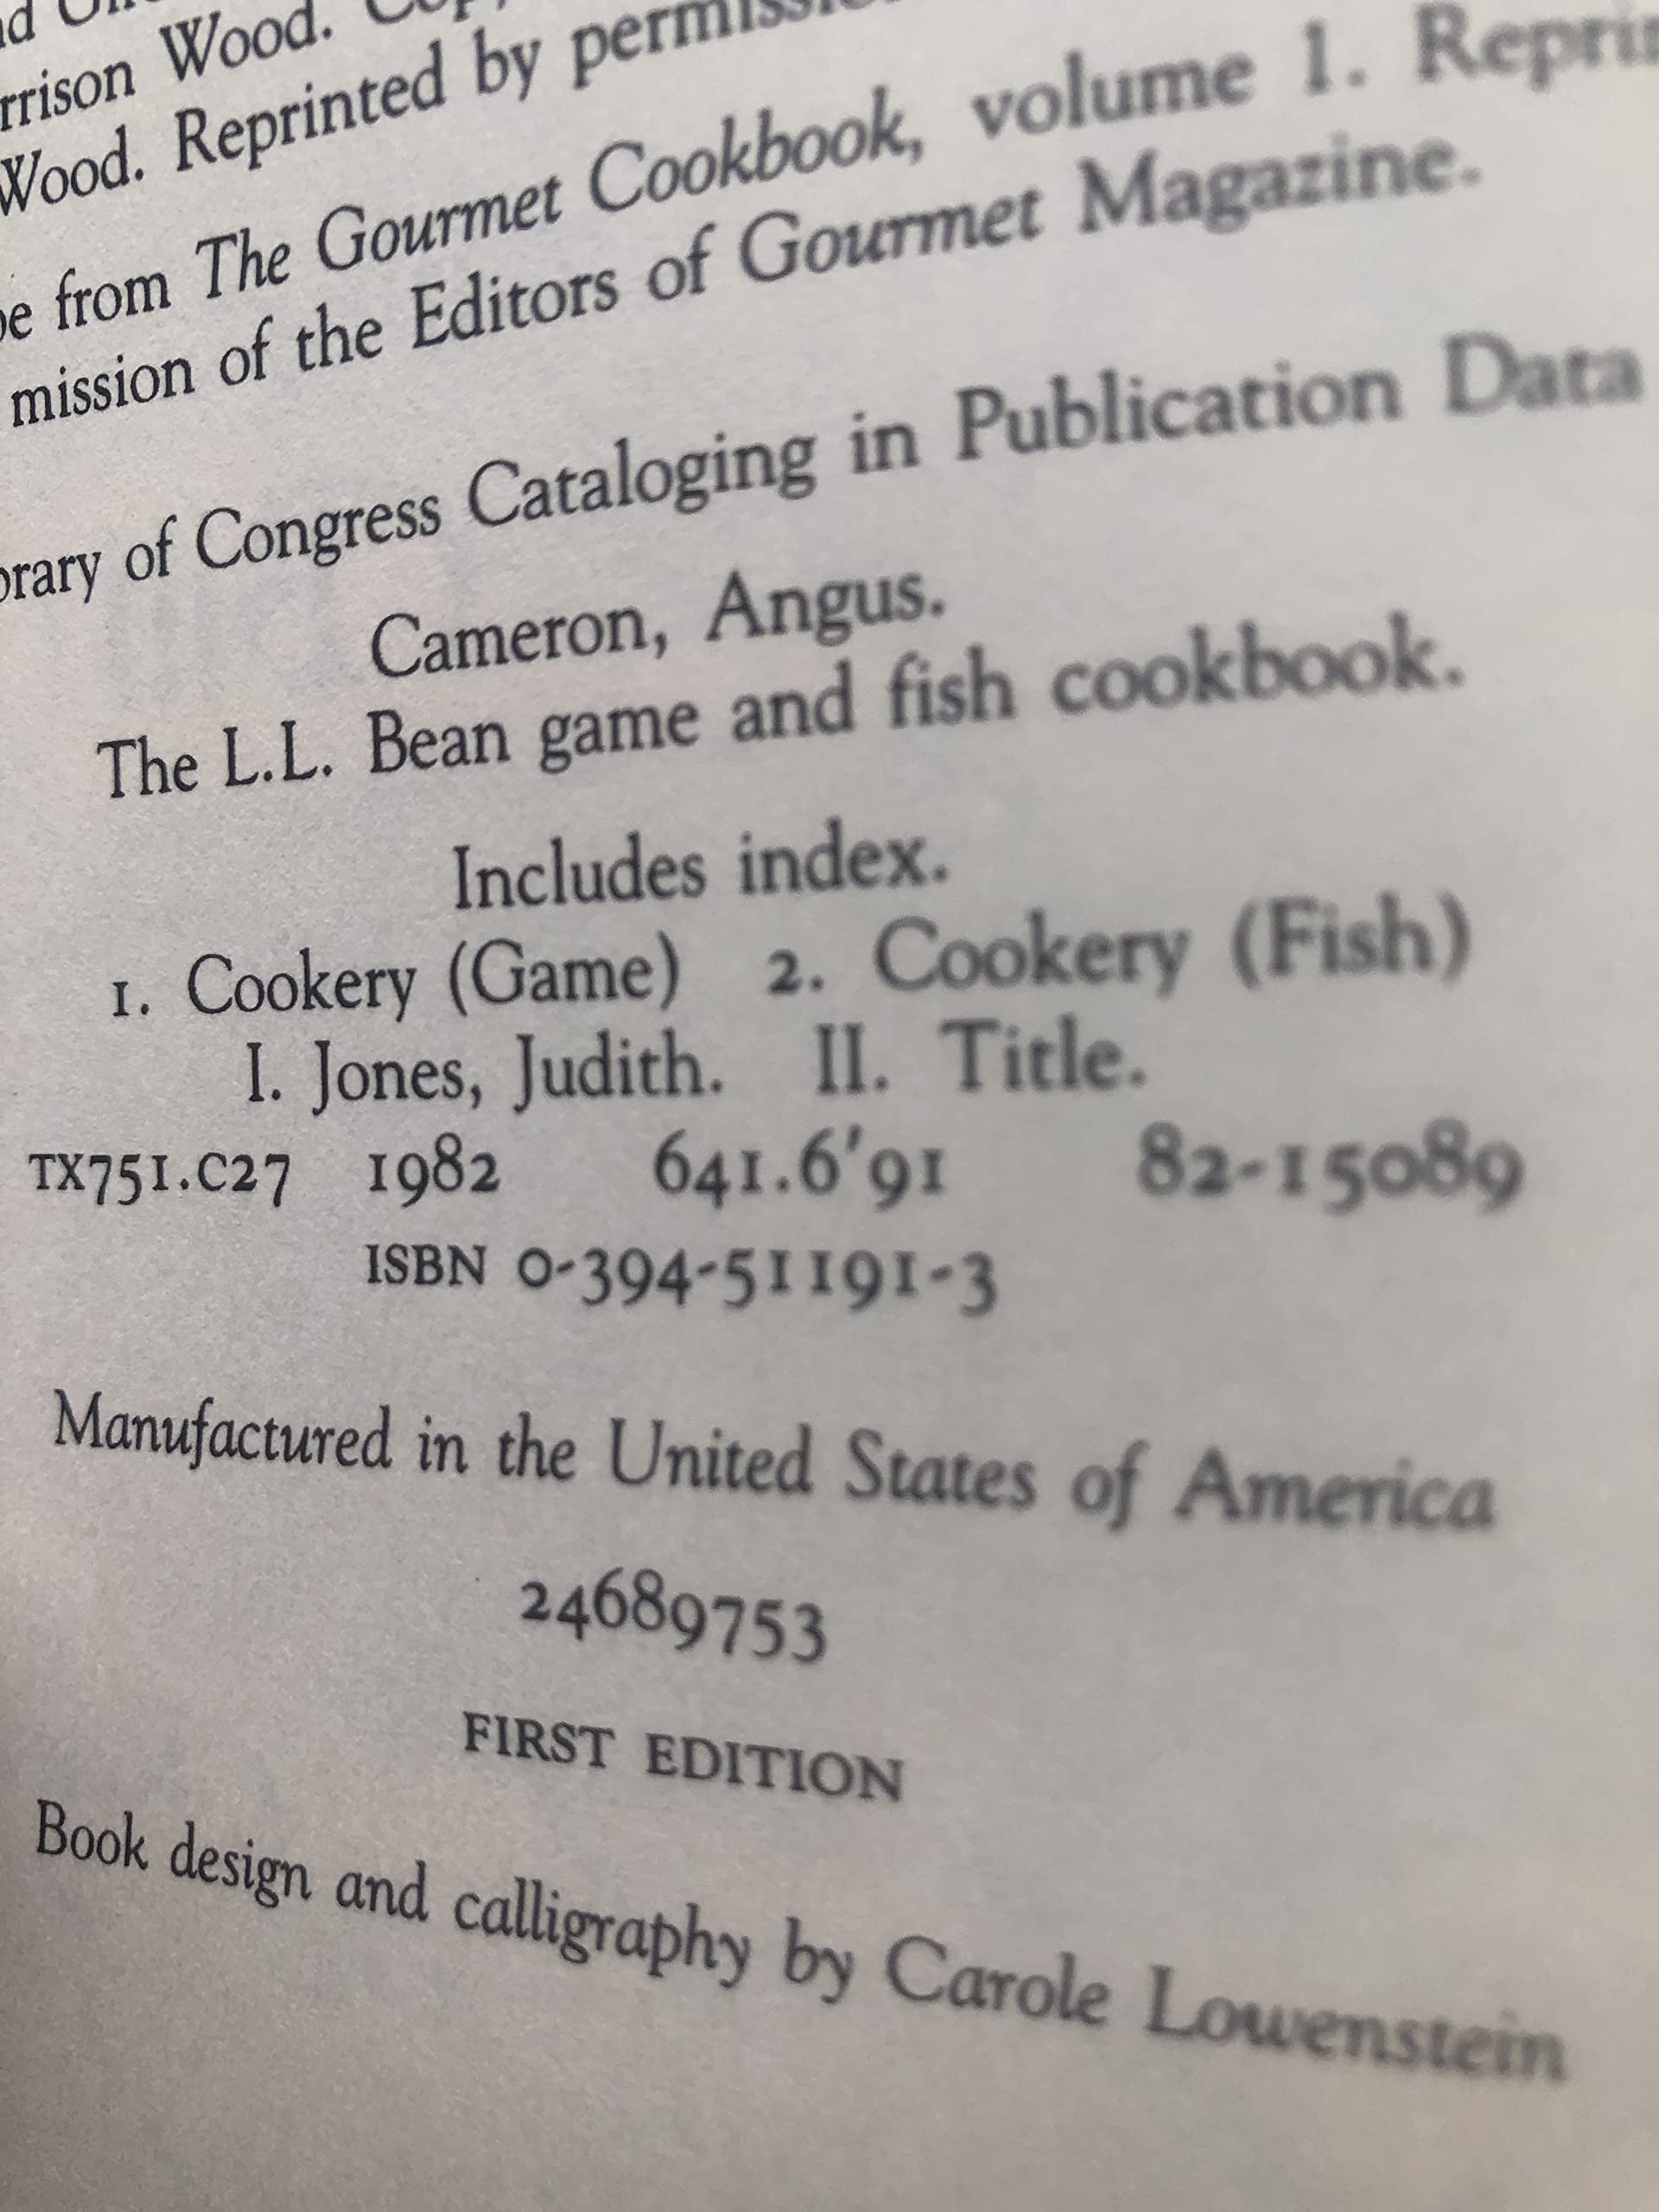 rrison Wood.
Wood. Reprinted by
from The Gourmet Cookbook, volume 1.
mission of the Editors of Gourmet Magazine.
of Congress Cataloging in Publication Data
Cameron, Angus.
The L.L. Bean game and fish cookbook.
Includes index.
1. Cookery (Game) 2. Cookery (Fish)
I. Jones, Judith. II. Title.
TX751.C27 1982 641.6'91 82-15089
ISBN 0-394-51191-3
Manufactured in the United States of America
24689753
FIRST EDITION
Book design and calligraphy by Carole Lowenstein